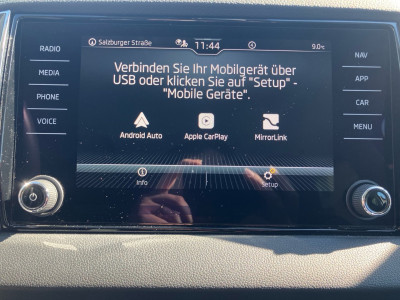 RADIO
MEDIA
PHONE
VOICE
Salzburger Straße 11:44 9.0°C
Verbinden Sie Ihr Mobilgerät über
USB oder klicken Sie auf "Setup" -
"Mobile Geräte".
Android Auto Apple CarPlay MirrorLink
Info Setup
NAV
APP
CAR
MENU